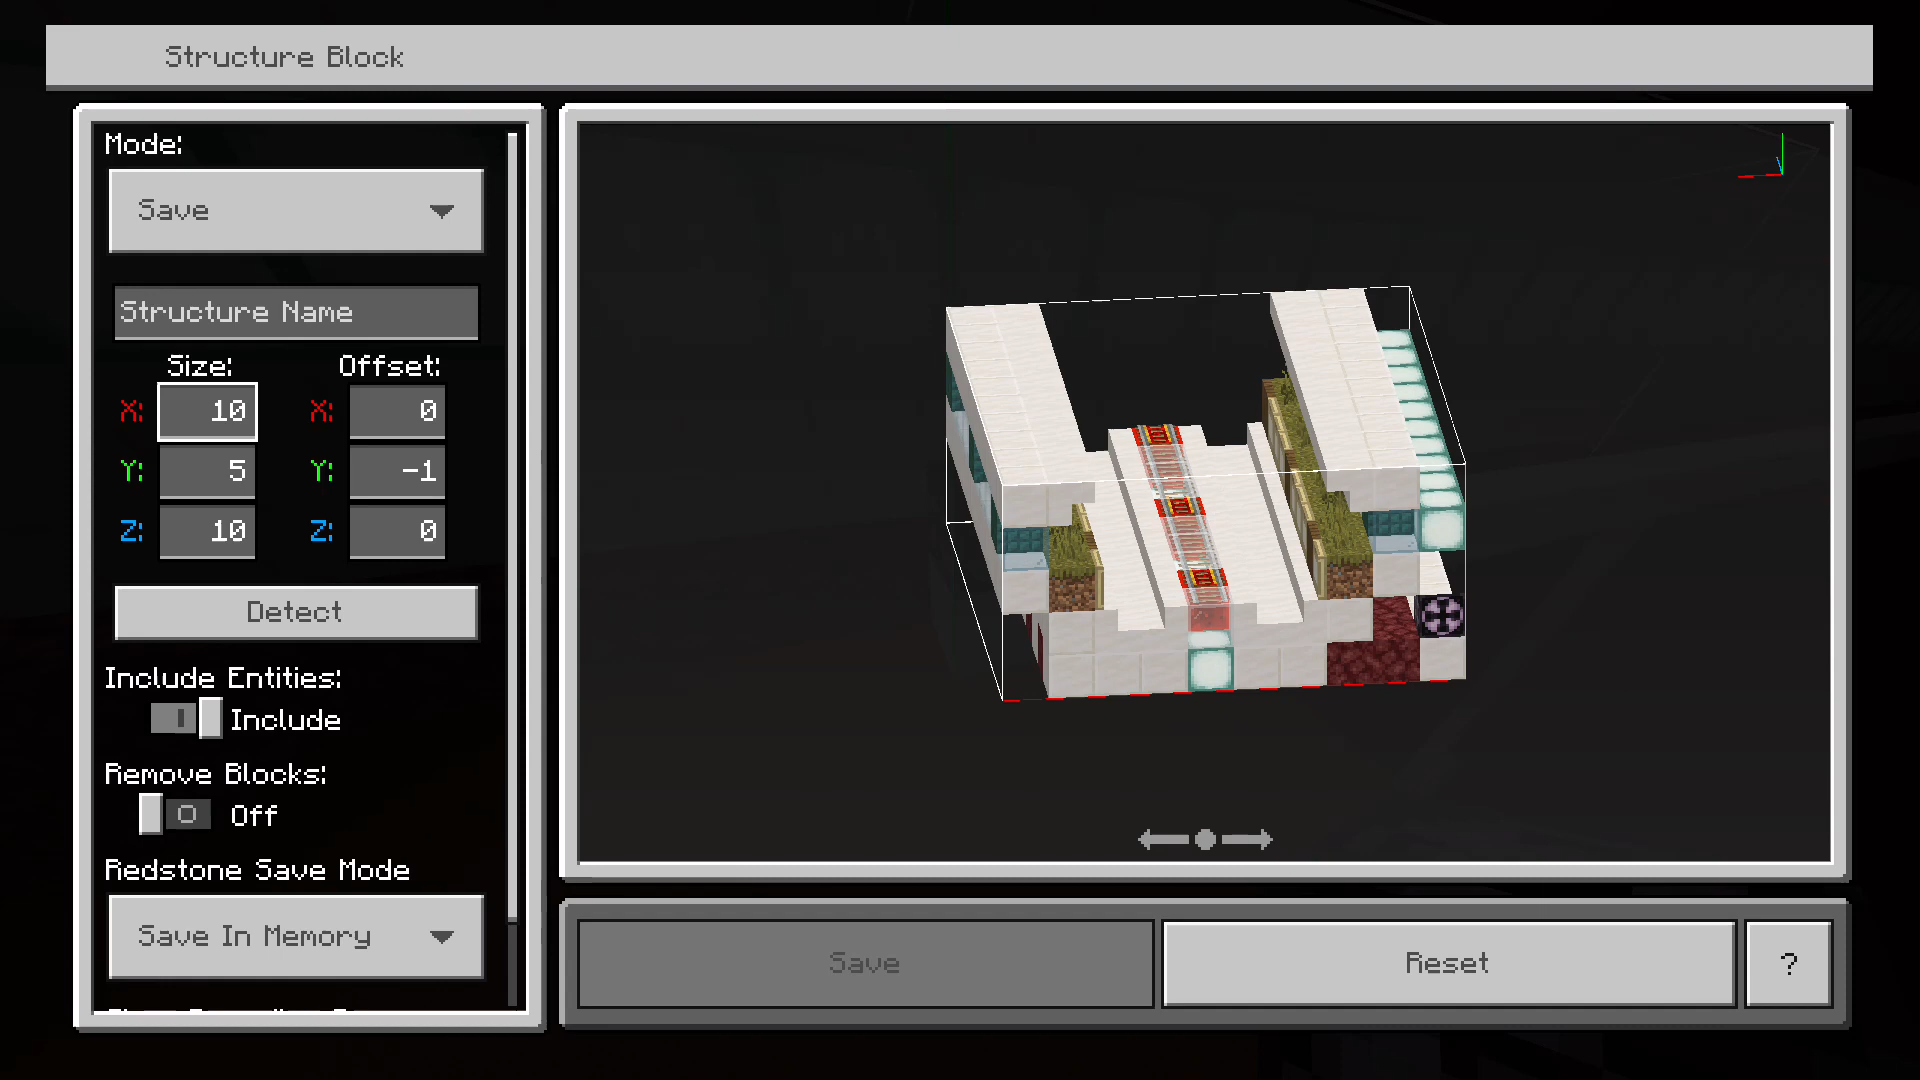 Structure Block
Mode:
Save
Structure Name
Size: Offset:
X: 10 X: 0
Y: 5 Y: -1
Z: 10 Z: 0
Detect
Include Entities:
Include
Remove Blocks:
Off
Redstone Save Mode
Save In Memory
Save Reset ?